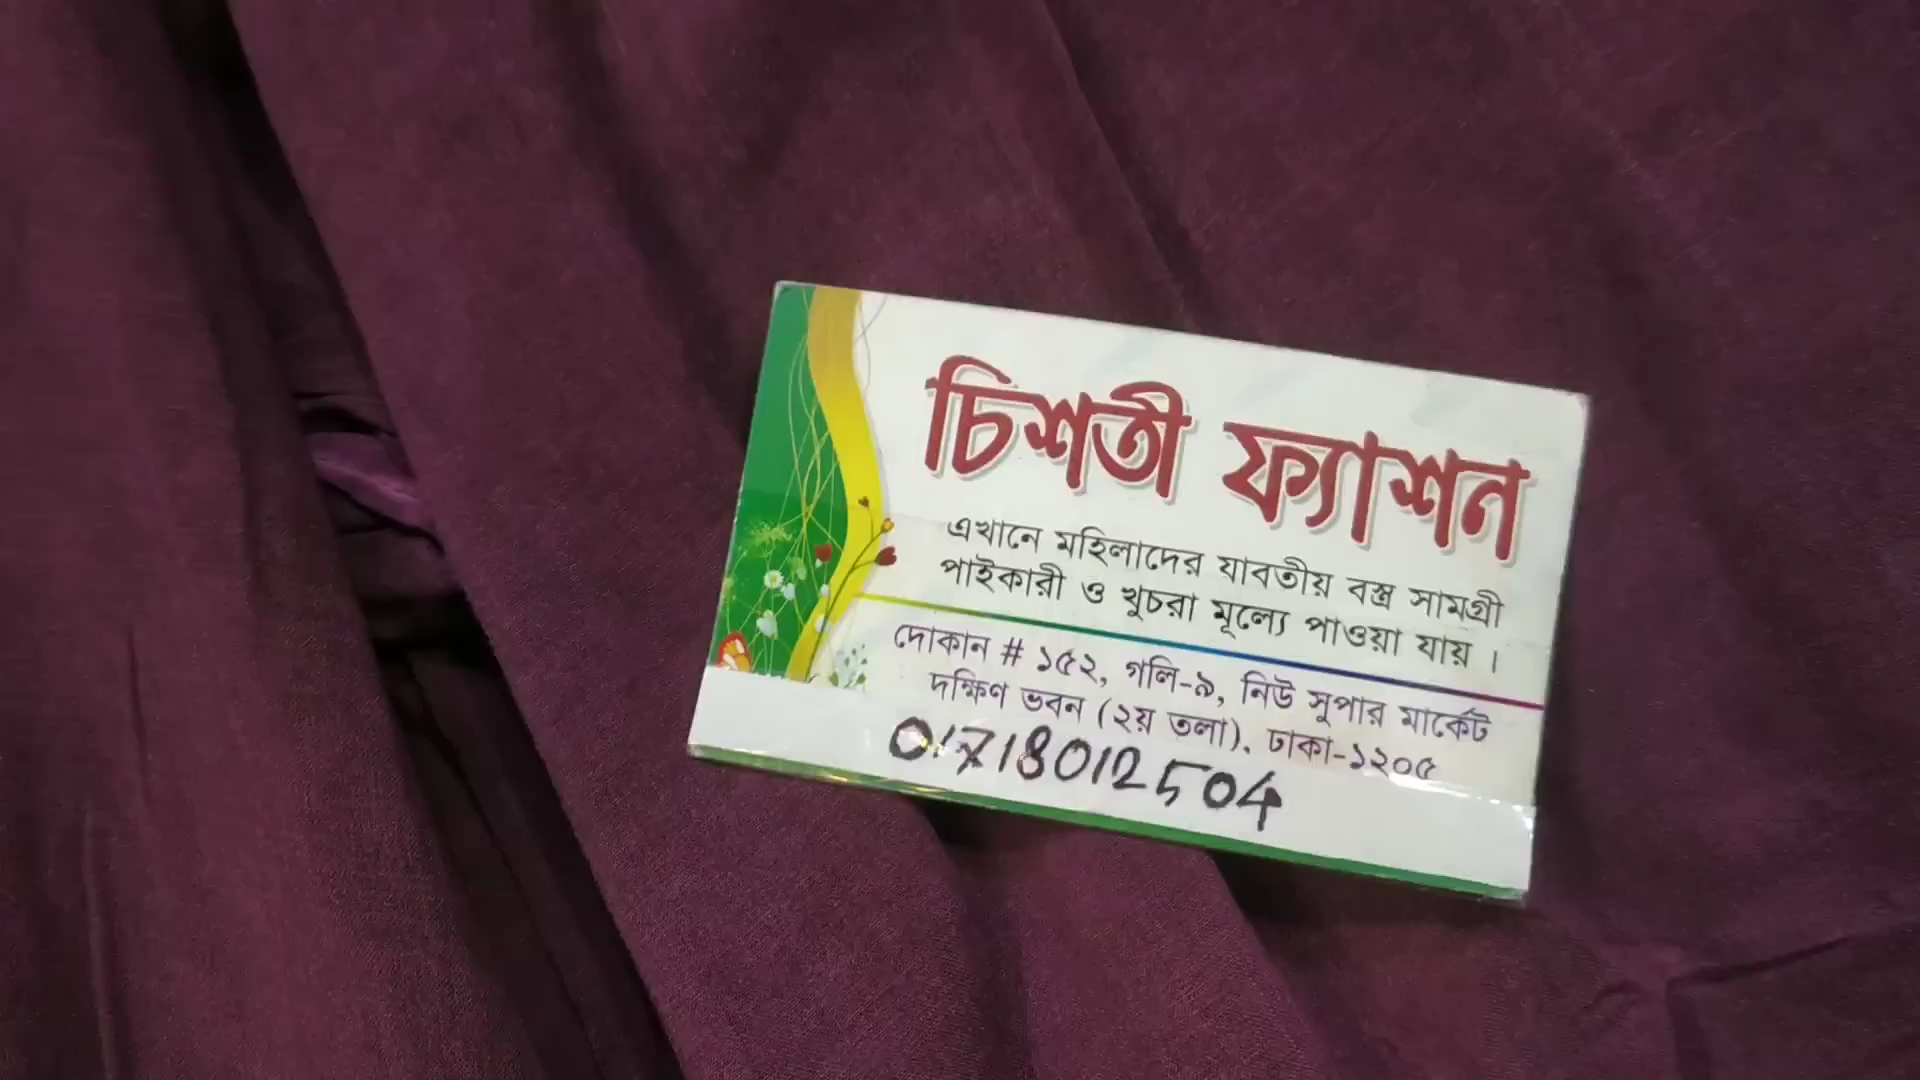 চিশতী ফ্যাশন
এখানে মহিলাদের যাবতীয় বস্ত্র সামগ্রী
পাইকারী ও খুচরা মূল্যে পাওয়া যায় ।
দোকান # ১৫২, গলি-৯, নিউ সুপার মার্কেট
দক্ষিণ ভবন (২য় তলা), ঢাকা-১২০৫
01718012504